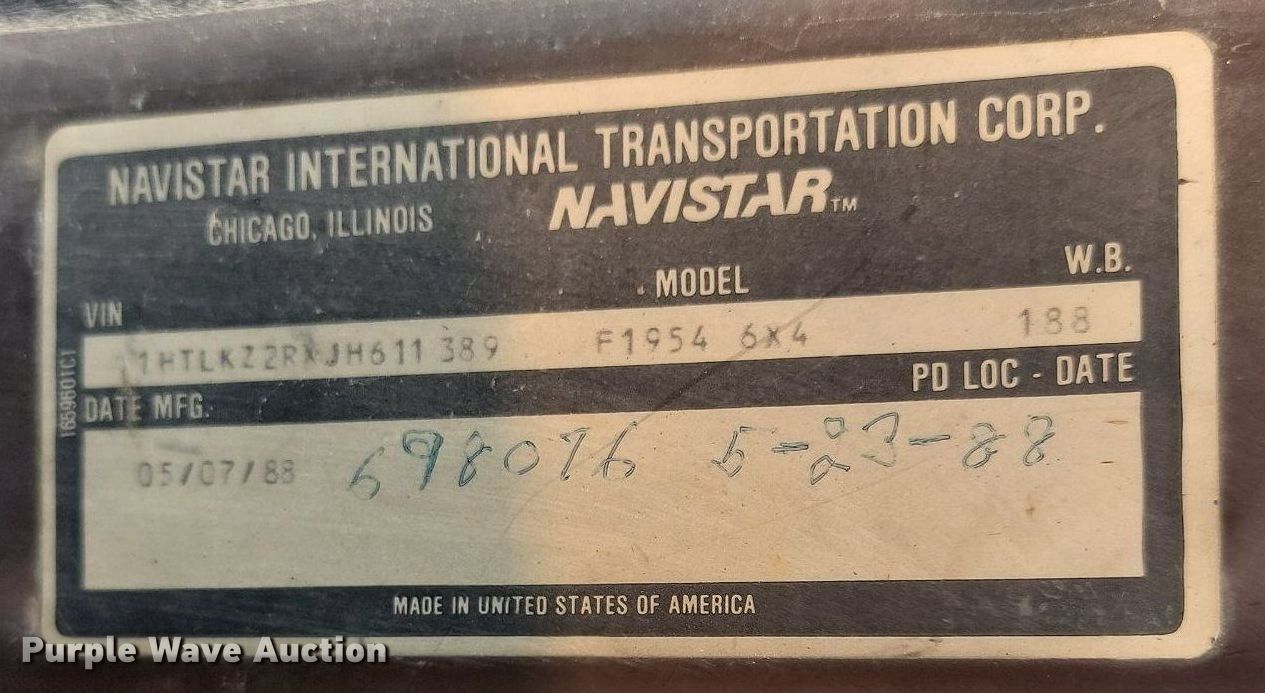 NAVISTAR INTERNATIONAL TRANSPORTATION CORP.
CHICAGO, ILLINOIS NAVISTAR™
VIN MODEL W.B.
1HTLKZ2RXJH611389 F1954 6X4 188
DATE MFG. PD LOC - DATE
05/07/88 698076 5-23-88
MADE IN UNITED STATES OF AMERICA
169601C1
Purple Wave Auction